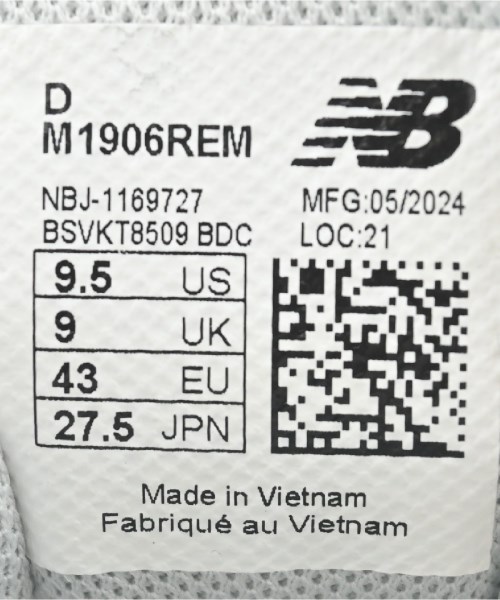 D
M1906REM
NB
NBJ-1169727
BSVKT8509 BDC
MFG:05/2024
LOC:21
9.5 US
9 UK
43 EU
27.5 JPN
Made in Vietnam
Fabriqué au Vietnam